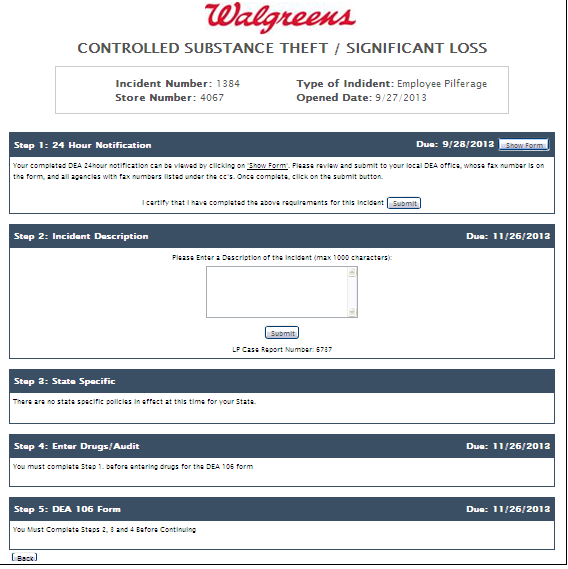 Walgreens
CONTROLLED SUBSTANCE THEFT / SIGNIFICANT LOSS
Incident Number: 1384 Type of Indident: Employee Pilferage
Store Number: 4067 Opened Date: 9/27/2013
Step 1: 24 Hour Notification Due: 9/28/2013 Show Form
Your completed DEA 24hour notification can be viewed by clicking on 'Show Form'. Please review and submit to your local DEA office, whose fax number is on
the form, and all agencies with fax numbers listed under the cc's. Once complete, click on the submit button.
I certify that I have completed the above requirements for this incident Submit
Step 2: Incident Description Due: 11/26/2013
Please Enter a Description of the Incident (max 1000 characters):
Submit
LP Case Report Number: 6737
Step 3: State Specific
There are no state specific policies in effect at this time for your State.
Step 4: Enter Drugs/Audit Due: 11/26/2013
You must complete Step 1. before entering drugs for the DEA 106 form
Step 5: DEA 106 Form Due: 11/26/2013
You Must Complete Steps 2, 3 and 4 Before Continuing
Back